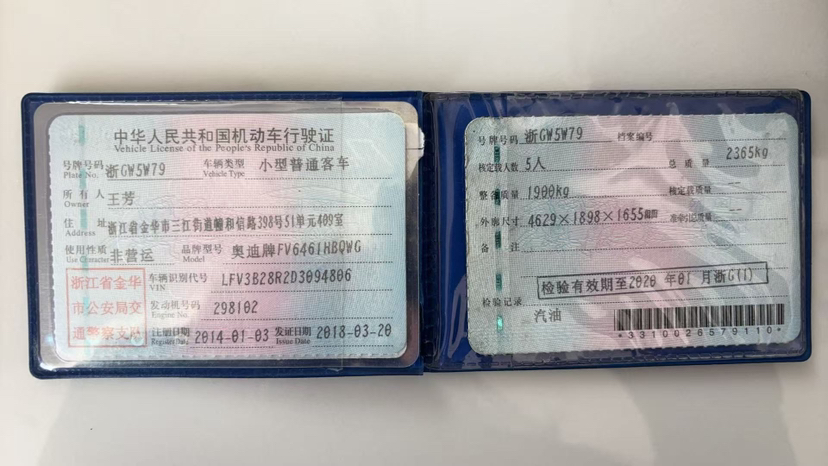 中华人民共和国机动车行驶证
Vehicle License of the People's Republic of China
号牌号码 浙GW5W79 车辆类型 小型普通客车
Plate No. Vehicle Type
所有人 王芳
Owner
住址 浙江省金华市三江街道 和信路398号51单元409室
Address
使用性质 非营运 品牌型号 奥迪牌FV6461HBQWG
Use Character Model
车辆识别代号 LFV3B28R2D3094806
VIN
发动机号码 298102
Engine No.
注册日期 2014-01-03 发证日期 2018-03-20
Register Date Issue Date
浙江省金华
市公安局交
通警察支队
号牌号码 浙GW5W79 档案编号
核定载人数 5人 总质量 2365kg
整备质量 1900kg 核定载质量 --
外廓尺寸 4629×1898×1655mm 准牵引总质量 --
备注
检验有效期至2020年01月浙G(1)
检验记录
汽油
*3310026579110*